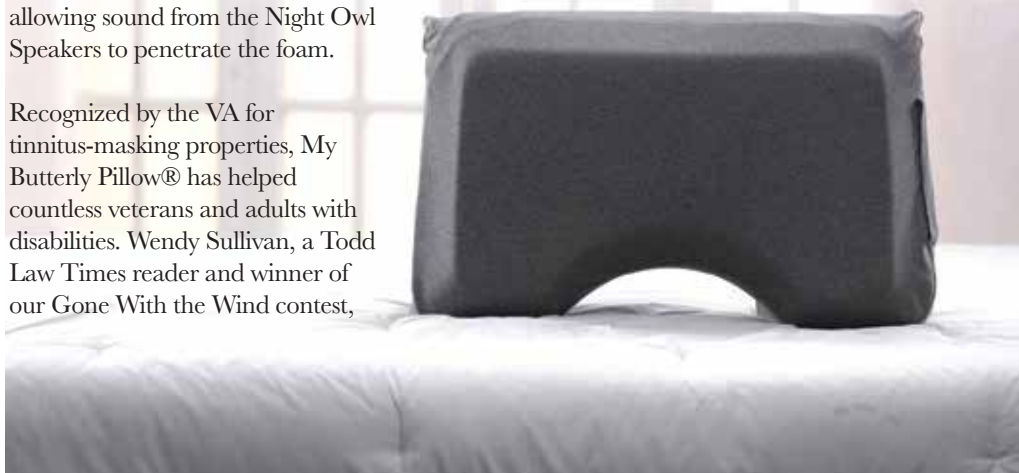 allowing sound from the Night Owl
Speakers to penetrate the foam.
Recognized by the VA for
tinnitus-masking properties, My
Butterly Pillow® has helped
countless veterans and adults with
disabilities. Wendy Sullivan, a Todd
Law Times reader and winner of
our Gone With the Wind contest,